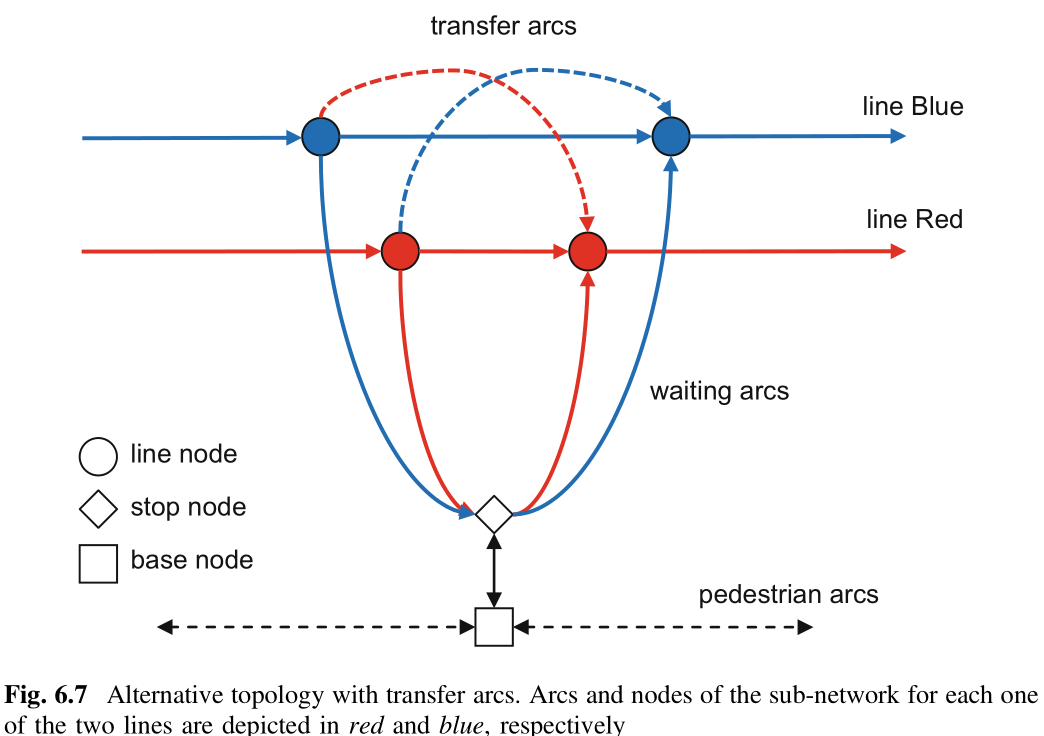 transfer arcs
line Blue
line Red
waiting arcs
line node
stop node
base node
pedestrian arcs
Fig. 6.7 Alternative topology with transfer arcs. Arcs and nodes of the sub-network for each one
of the two lines are depicted in red and blue, respectively